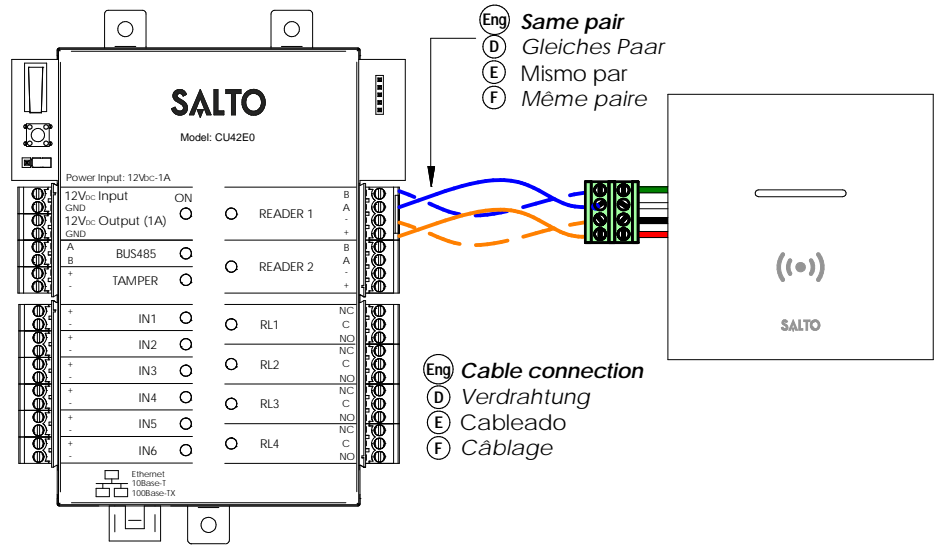 SALTO
Model: CU42E0
Power Input: 12VDC-1A
12VDC Input
GND
12VDC Output (1A)
GND
ON
A
B
BUS485
+
-
TAMPER
+
-
IN1
+
-
IN2
+
-
IN3
+
-
IN4
+
-
IN5
+
-
IN6
READER 1
B
A
-
+
READER 2
B
A
-
+
RL1
NC
C
NO
RL2
NC
C
NO
RL3
NC
C
NO
RL4
NC
C
NO
Ethernet
10Base-T
100Base-TX
Eng Same pair
D Gleiches Paar
E Mismo par
F Même paire
Eng Cable connection
D Verdrahtung
E Cableado
F Câblage
SALTO